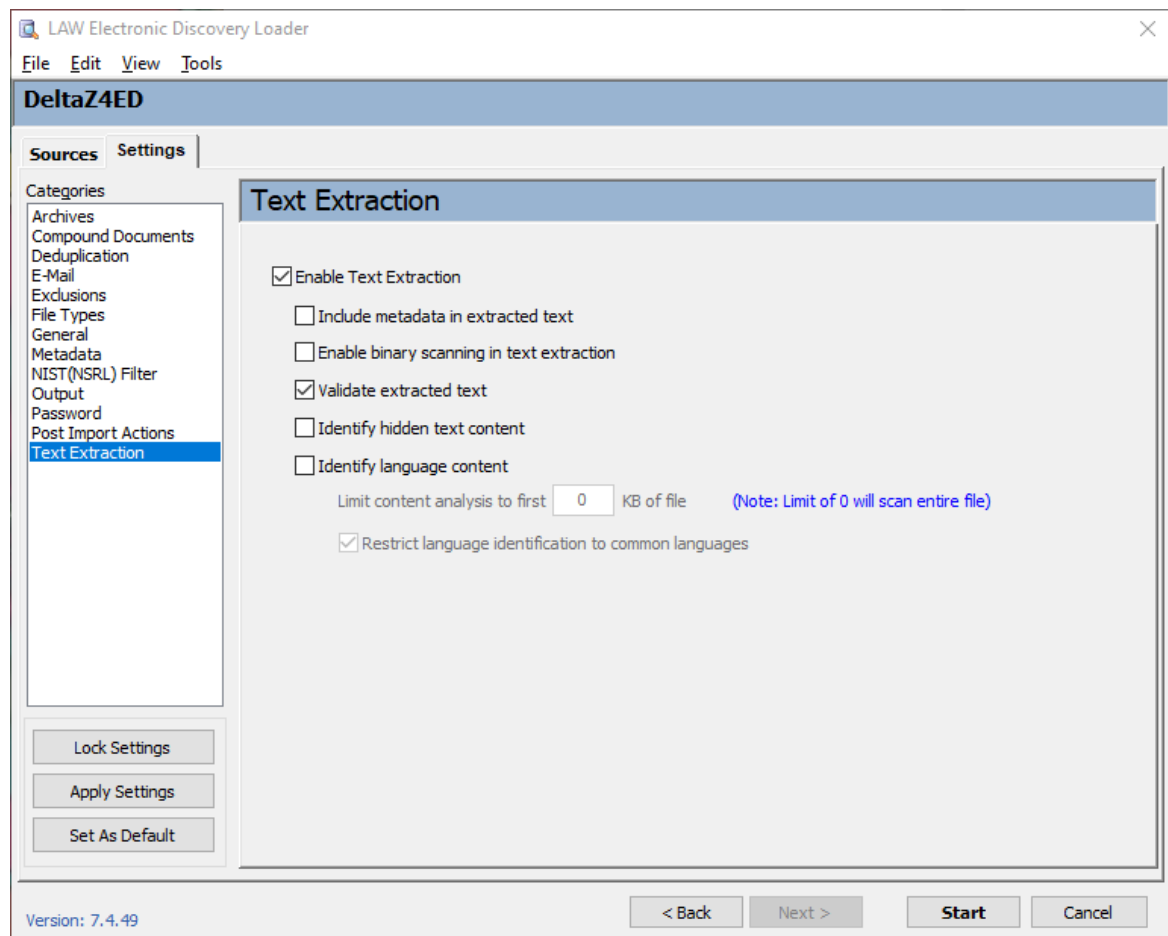 LAW Electronic Discovery Loader
File Edit View Tools
DeltaZ4ED
Sources Settings
Categories
Archives
Compound Documents
Deduplication
E-Mail
Exclusions
File Types
General
Metadata
NIST(NSRL) Filter
Output
Password
Post Import Actions
Text Extraction
Lock Settings
Apply Settings
Set As Default
Text Extraction
Enable Text Extraction
Include metadata in extracted text
Enable binary scanning in text extraction
Validate extracted text
Identify hidden text content
Identify language content
Limit content analysis to first 0 KB of file (Note: Limit of 0 will scan entire file)
Restrict language identification to common languages
Version: 7.4.49
< Back Next > Start Cancel